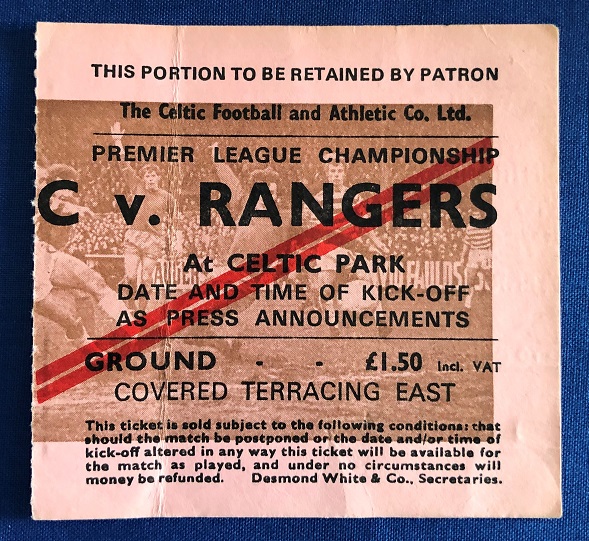 THIS PORTION TO BE RETAINED BY PATRON
The Celtic Football and Athletic Co. Ltd.
PREMIER LEAGUE CHAMPIONSHIP
C v. RANGERS
At CELTIC PARK
DATE AND TIME OF KICK-OFF
AS PRESS ANNOUNCEMENTS
GROUND - - £1.50 Incl. VAT
COVERED TERRACING EAST
This ticket is sold subject to the following conditions: that
should the match be postponed or the date and/or time of
kick-off altered in any way this ticket will be available for
the match as played, and under no circumstances will
money be refunded. Desmond White & Co., Secretaries.